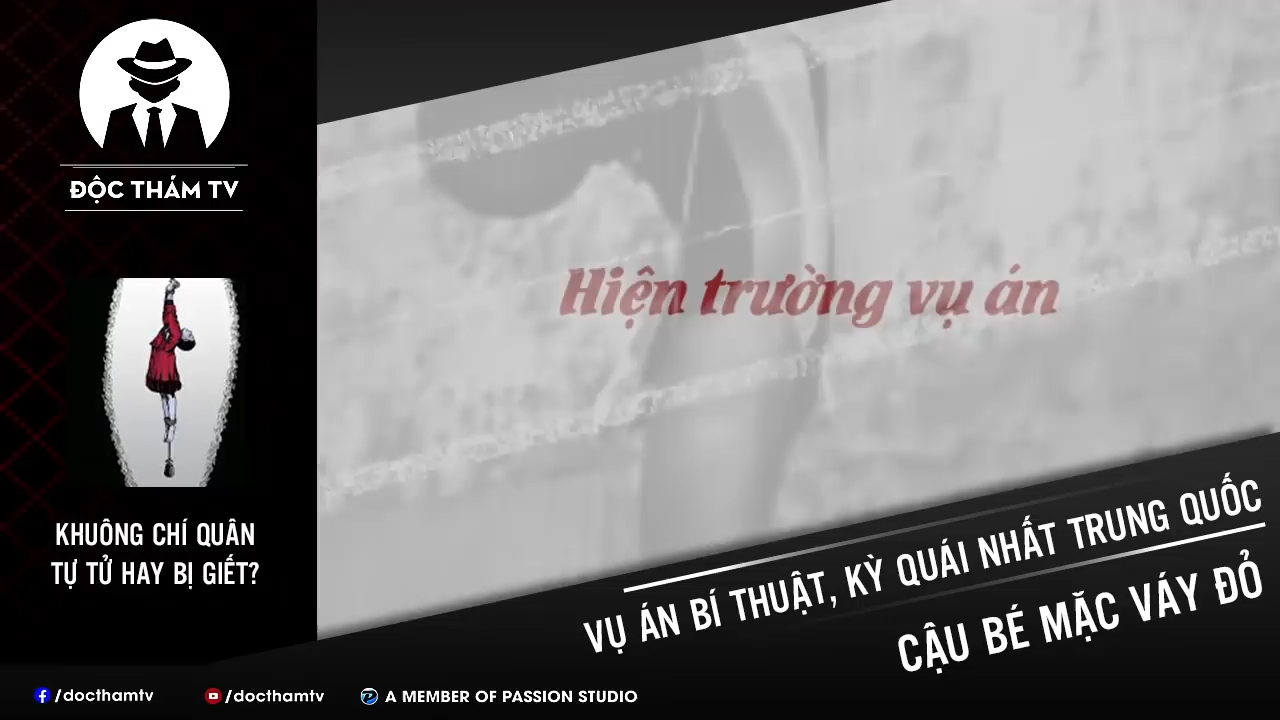 ĐỘC THÁM TV
KHUÔNG CHÍ QUÂN
TỰ TỬ HAY BỊ GIẾT?
Hiện trường vụ án
VỤ ÁN BÍ THUẬT, KỲ QUÁI NHẤT TRUNG QUỐC
CẬU BÉ MẶC VÁY ĐỎ
/docthamtv
/docthamtv
A MEMBER OF PASSION STUDIO